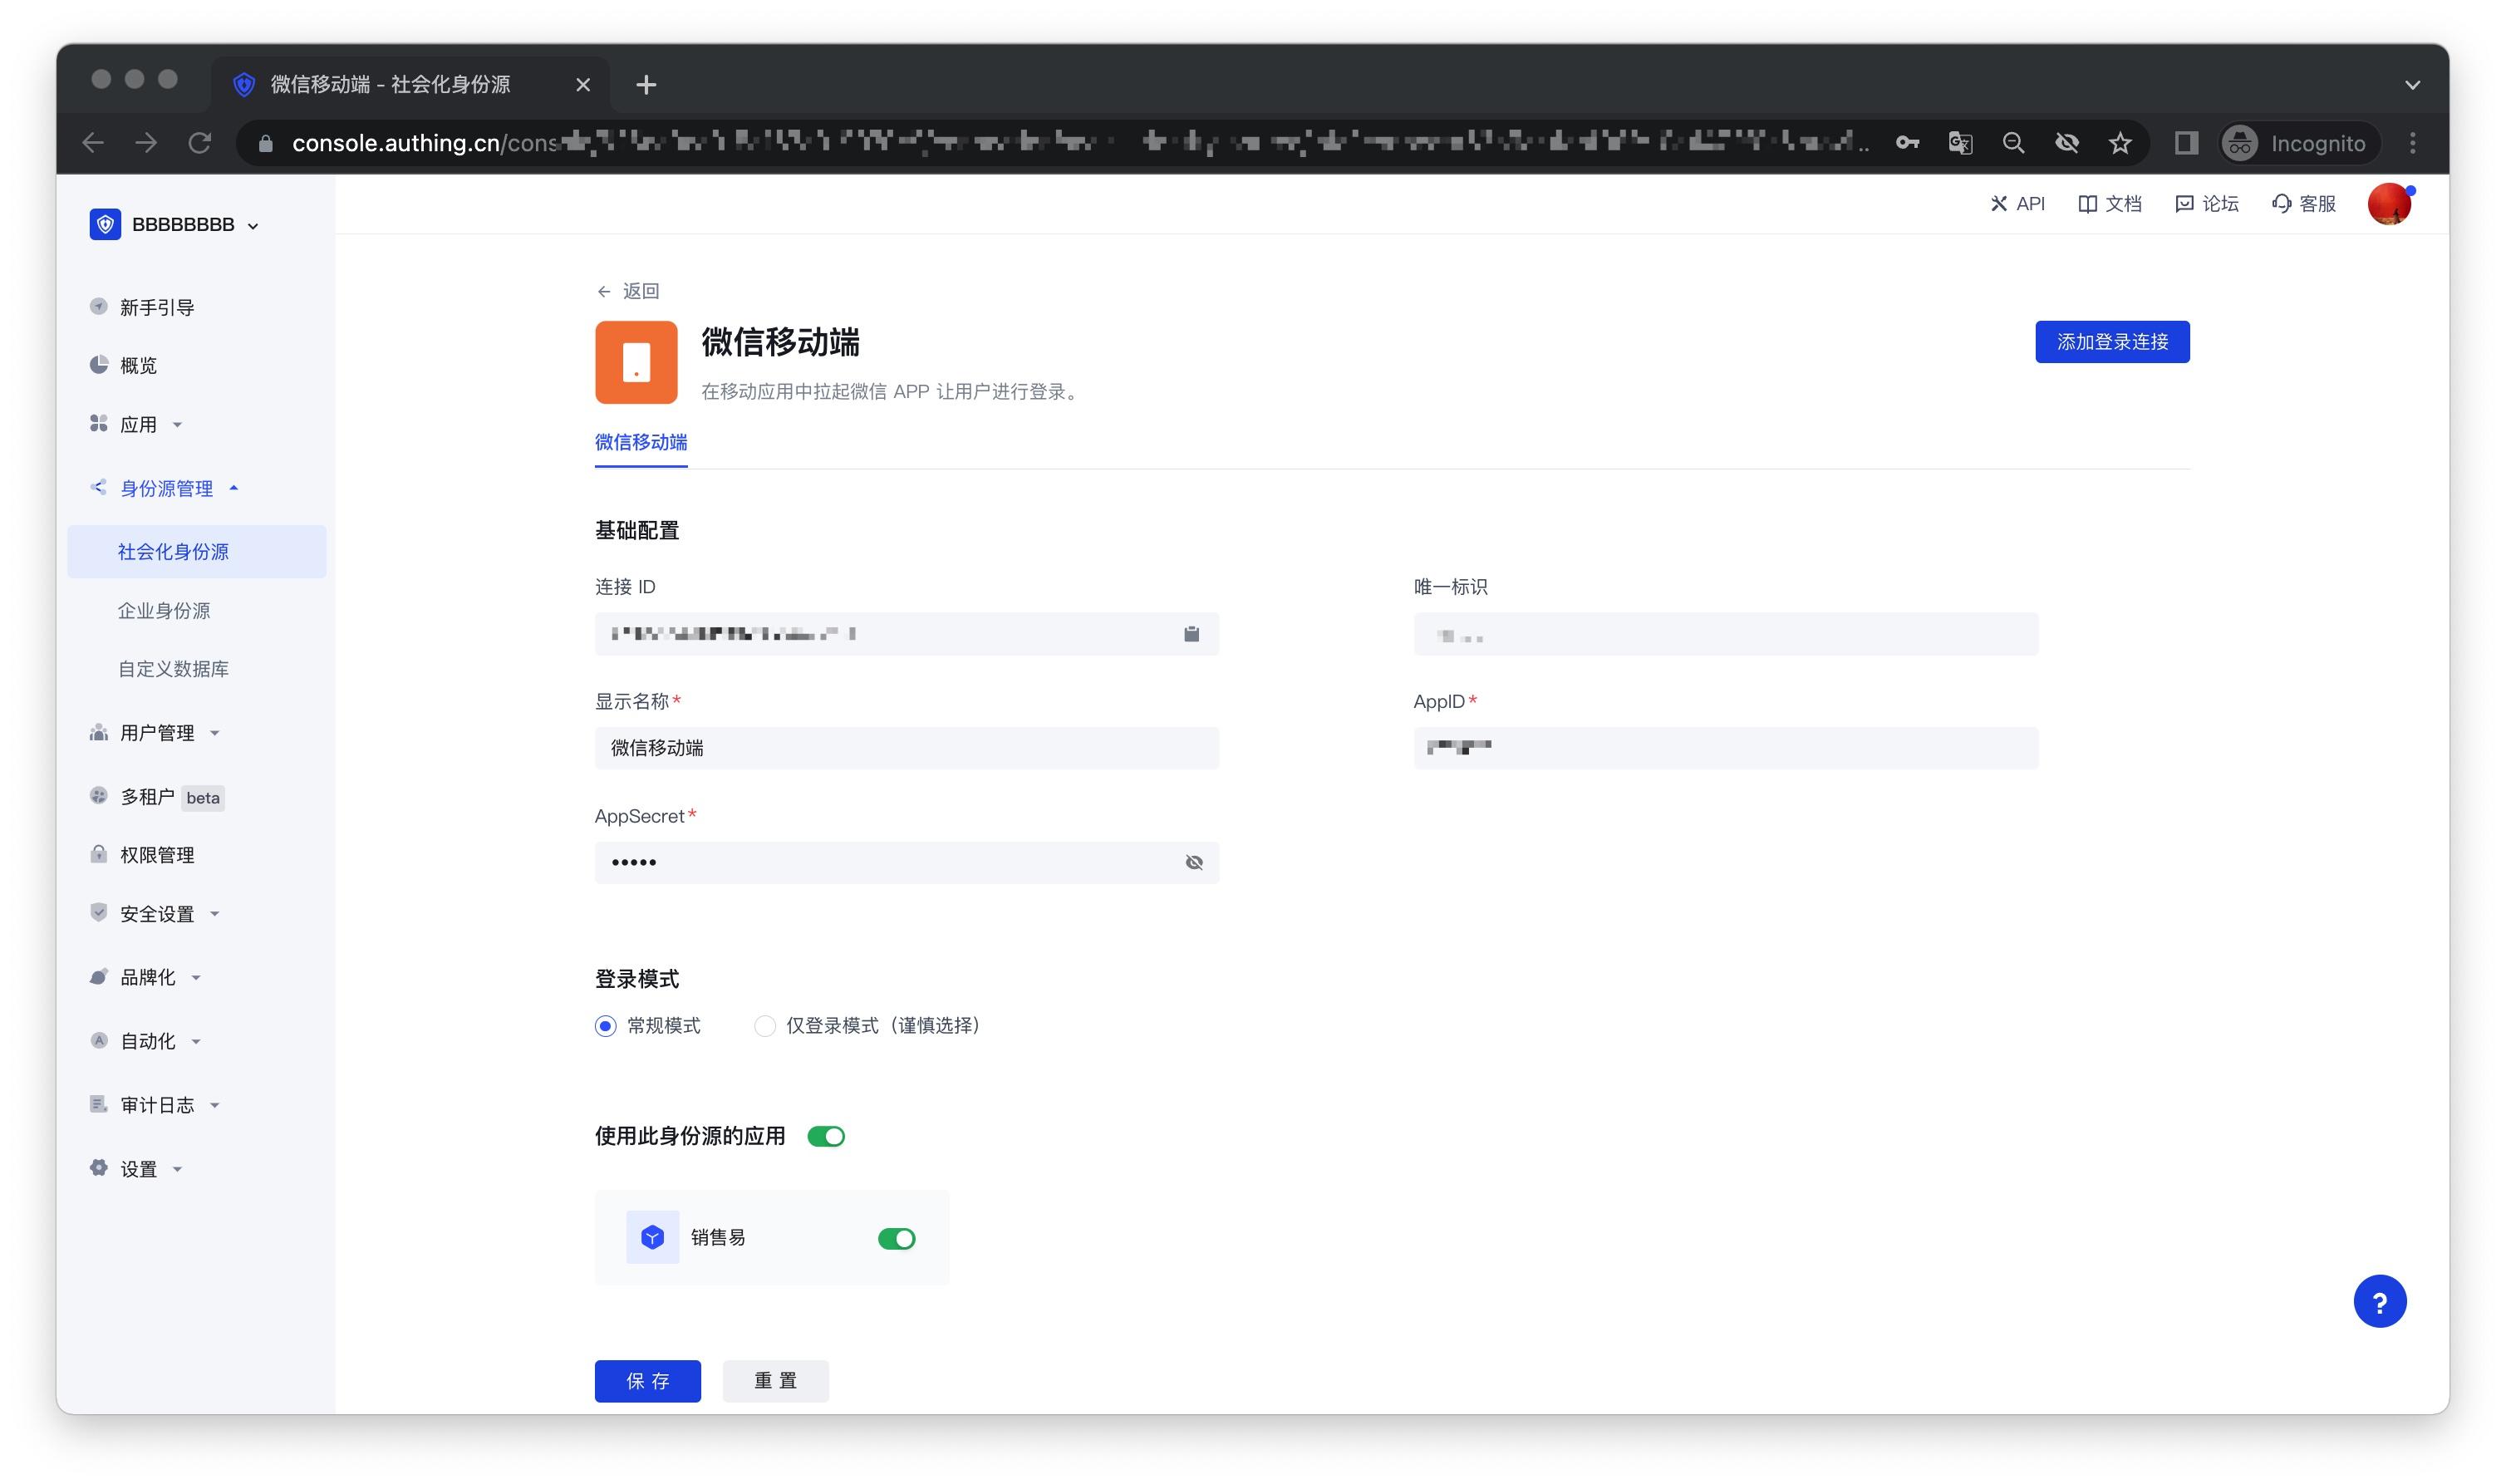 微信移动端 - 社会化身份源
console.authing.cn/cons
Incognito
BBBBBBBB
API
文档
论坛
客服
新手引导
概览
应用
身份源管理
社会化身份源
企业身份源
自定义数据库
用户管理
多租户 beta
权限管理
安全设置
品牌化
自动化
审计日志
设置
返回
微信移动端
添加登录连接
在移动应用中拉起微信 APP 让用户进行登录。
微信移动端
基础配置
连接 ID
唯一标识
显示名称*
AppID*
微信移动端
AppSecret*
•••••
登录模式
常规模式
仅登录模式（谨慎选择）
使用此身份源的应用
销售易
?
保 存
重 置